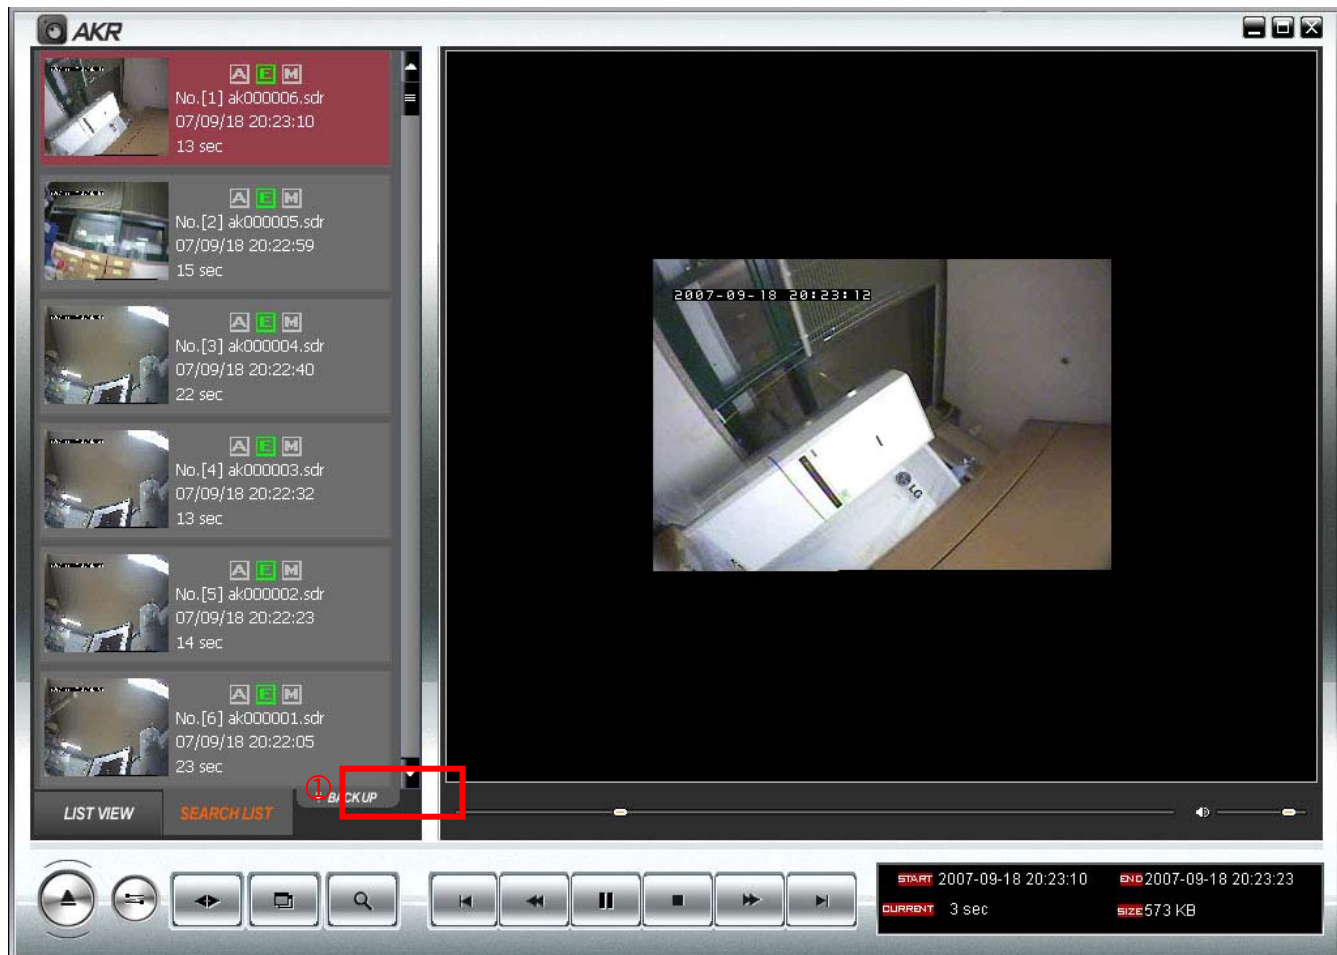 AKR
A E M
No.[1] ak000006.sdr
07/09/18 20:23:10
13 sec
A E M
No.[2] ak000005.sdr
07/09/18 20:22:59
15 sec
A E M
No.[3] ak000004.sdr
07/09/18 20:22:40
22 sec
A E M
No.[4] ak000003.sdr
07/09/18 20:22:32
13 sec
A E M
No.[5] ak000002.sdr
07/09/18 20:22:23
14 sec
A E M
No.[6] ak000001.sdr
07/09/18 20:22:05
23 sec
①
BACKUP
LIST VIEW
SEARCH LIST
2007-09-18 20:23:12
LG
START 2007-09-18 20:23:10
END 2007-09-18 20:23:23
CURRENT 3 sec
SIZE 573 KB